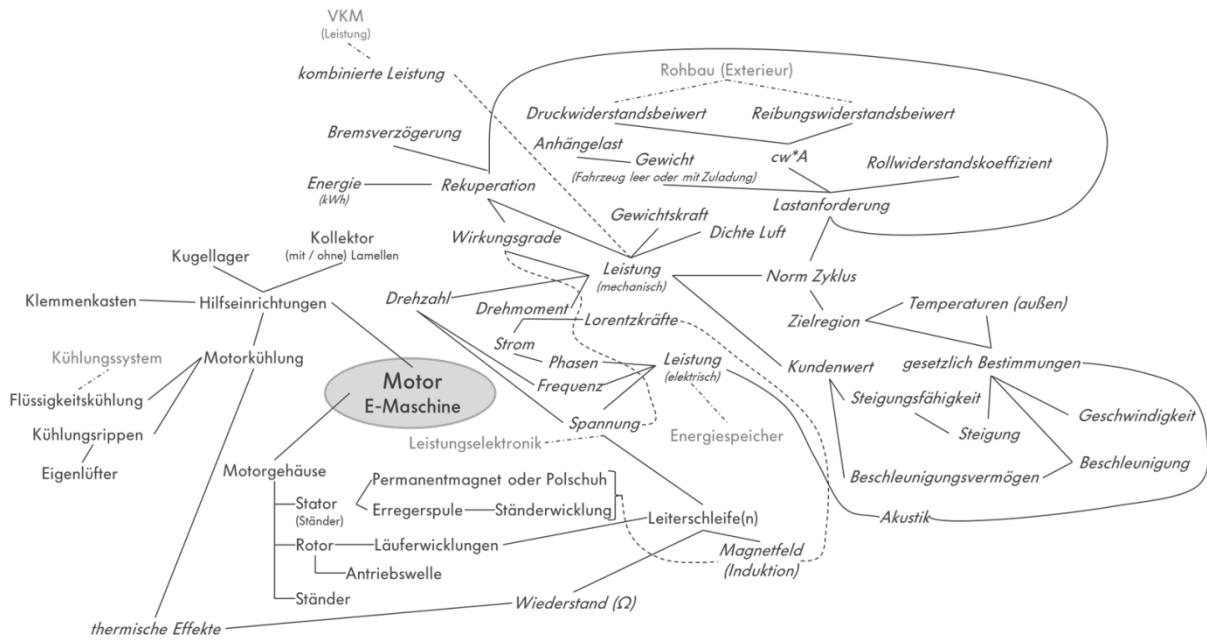 VKM
(Leistung)
kombinierte Leistung
Rohbau (Exterieur)
Druckwiderstandsbeiwert
Reibungswiderstandsbeiwert
Bremsverzögerung
Anhängelast
Gewicht
(Fahrzeug leer oder mit Zuladung)
cw*A
Rollwiderstandskoeffizient
Energie
(kWh)
Rekuperation
Lastanforderung
Gewichtskraft
Dichte Luft
Wirkungsgrade
Kollektor
(mit / ohne) Lamellen
Kugellager
Klemmenkasten
Hilfseinrichtungen
Drehzahl
Leistung
(mechanisch)
Norm Zyklus
Drehmoment
Lorentzkräfte
Zielregion
Temperaturen (außen)
Strom
Kühlungssystem
Motorkühlung
Phasen
Leistung
(elektrisch)
Kundenwert
gesetzlich Bestimmungen
Motor
E-Maschine
Frequenz
Flüssigkeitskühlung
Steigungsfähigkeit
Geschwindigkeit
Spannung
Kühlungsrippen
Leistungselektronik
Energiespeicher
Steigung
Eigenlüfter
Motorgehäuse
Beschleunigungsvermögen
Beschleunigung
Permanentmagnet oder Polschuh
Stator
(Ständer)
Erregerspule
Ständerwicklung
Leiterschleife(n)
Akustik
Rotor
Läuferwicklungen
Magnetfeld
(Induktion)
Antriebswelle
Ständer
Wiederstand (Ω)
thermische Effekte